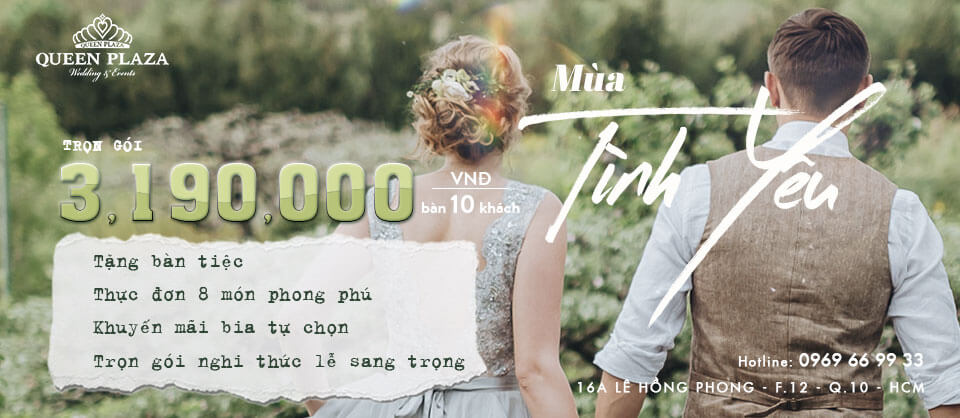 QUEEN PLAZA
QUEEN PLAZA
Wedding & Events
Mùa
Tình Yêu
TRỌN GÓI
3,190,000 VNĐ
bàn 10 khách
Tặng bàn tiệc
Thực đơn 8 món phong phú
Khuyến mãi bia tự chọn
Trọn gói nghi thức lễ sang trọng
Hotline: 0969 66 99 33
16A LÊ HỒNG PHONG - F.12 - Q.10 - HCM